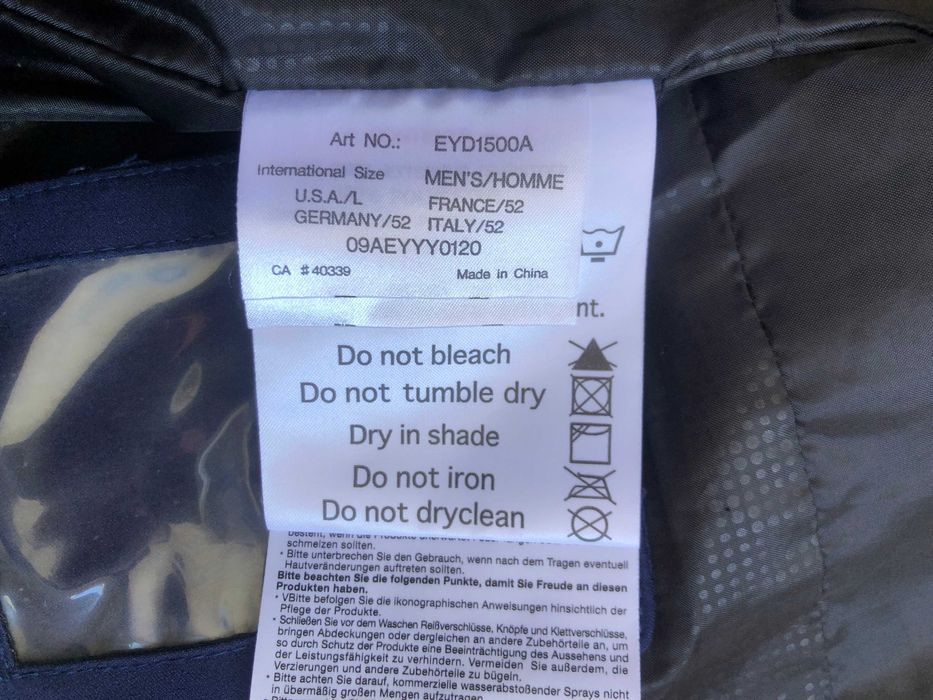 Art NO.: EYD1500A
International Size MEN'S/HOMME
U.S.A./L FRANCE/52
GERMANY/52 ITALY/52
09AEYYY0120
CA #40339 Made in China
nt.
Do not bleach
Do not tumble dry
Dry in shade
Do not iron
Do not dryclean
besteht, wenn die Produkte
schmelzen sollten.
* Bitte unterbrechen Sie den Gebrauch, wenn nach dem Tragen eventuell
Hautveränderungen auftreten sollten.
Bitte beachten Sie die folgenden Punkte, damit Sie Freude an diesen
Produkten haben.
* VBitte befolgen Sie die ikonographischen Anweisungen hinsichtlich der
Pflege der Produkte.
* Schließen Sie vor dem Waschen Reißverschlüsse, Knöpfe und Klettverschlüsse,
bringen Abdeckungen oder dergleichen an andere Zubehörteile an, um
so durch Schutz der Produkte eine Beeinträchtigung des Aussehens und
der Leistungsfähigkeit zu verhindern. Vermeiden Sie außerdem, die
Verzierungen und andere Zubehörteile zu bügeln.
* Bitte achten Sie darauf, kommerzielle wasserabstoßender Sprays nicht
in übermäßig großen Mengen aufzutragen.